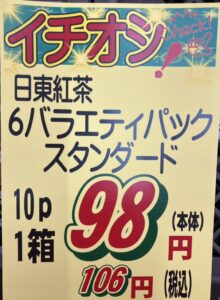 イチオシ!
check!
日東紅茶
6バラエティパック
スタンダード
10p
1箱
98円
(本体)
106円
(税込)